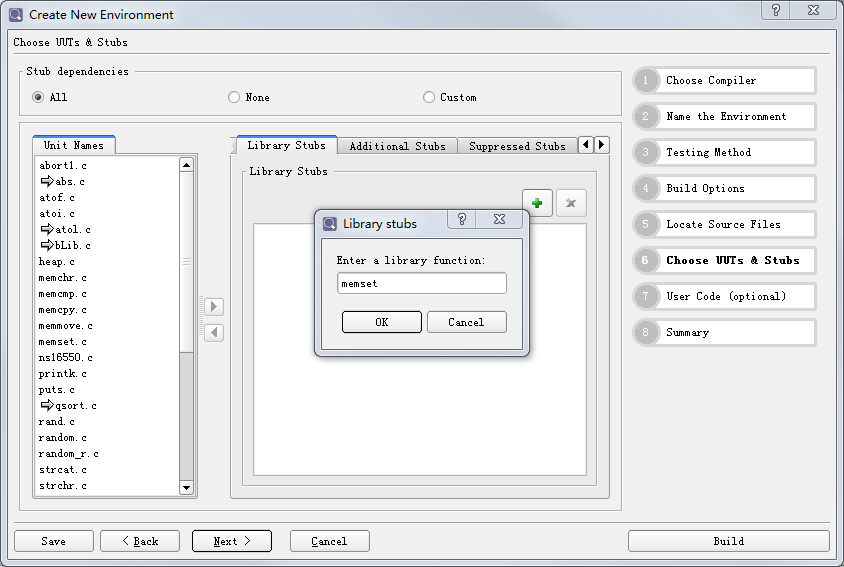 Create New Environment
Choose UUTs & Stubs
Stub dependencies
All
None
Custom
Unit Names
abort1.c
abs.c
atof.c
atoi.c
atol.c
bLib.c
heap.c
memchr.c
memcmp.c
memcpy.c
memmove.c
memset.c
ns16550.c
printk.c
puts.c
qsort.c
rand.c
random.c
random_r.c
strcat.c
strchr.c
Library Stubs
Additional Stubs
Suppressed Stubs
Library Stubs
Library stubs
Enter a library function:
memset
OK
Cancel
1 Choose Compiler
2 Name the Environment
3 Testing Method
4 Build Options
5 Locate Source Files
6 Choose UUTs & Stubs
7 User Code (optional)
8 Summary
Save
< Back
Next >
Cancel
Build